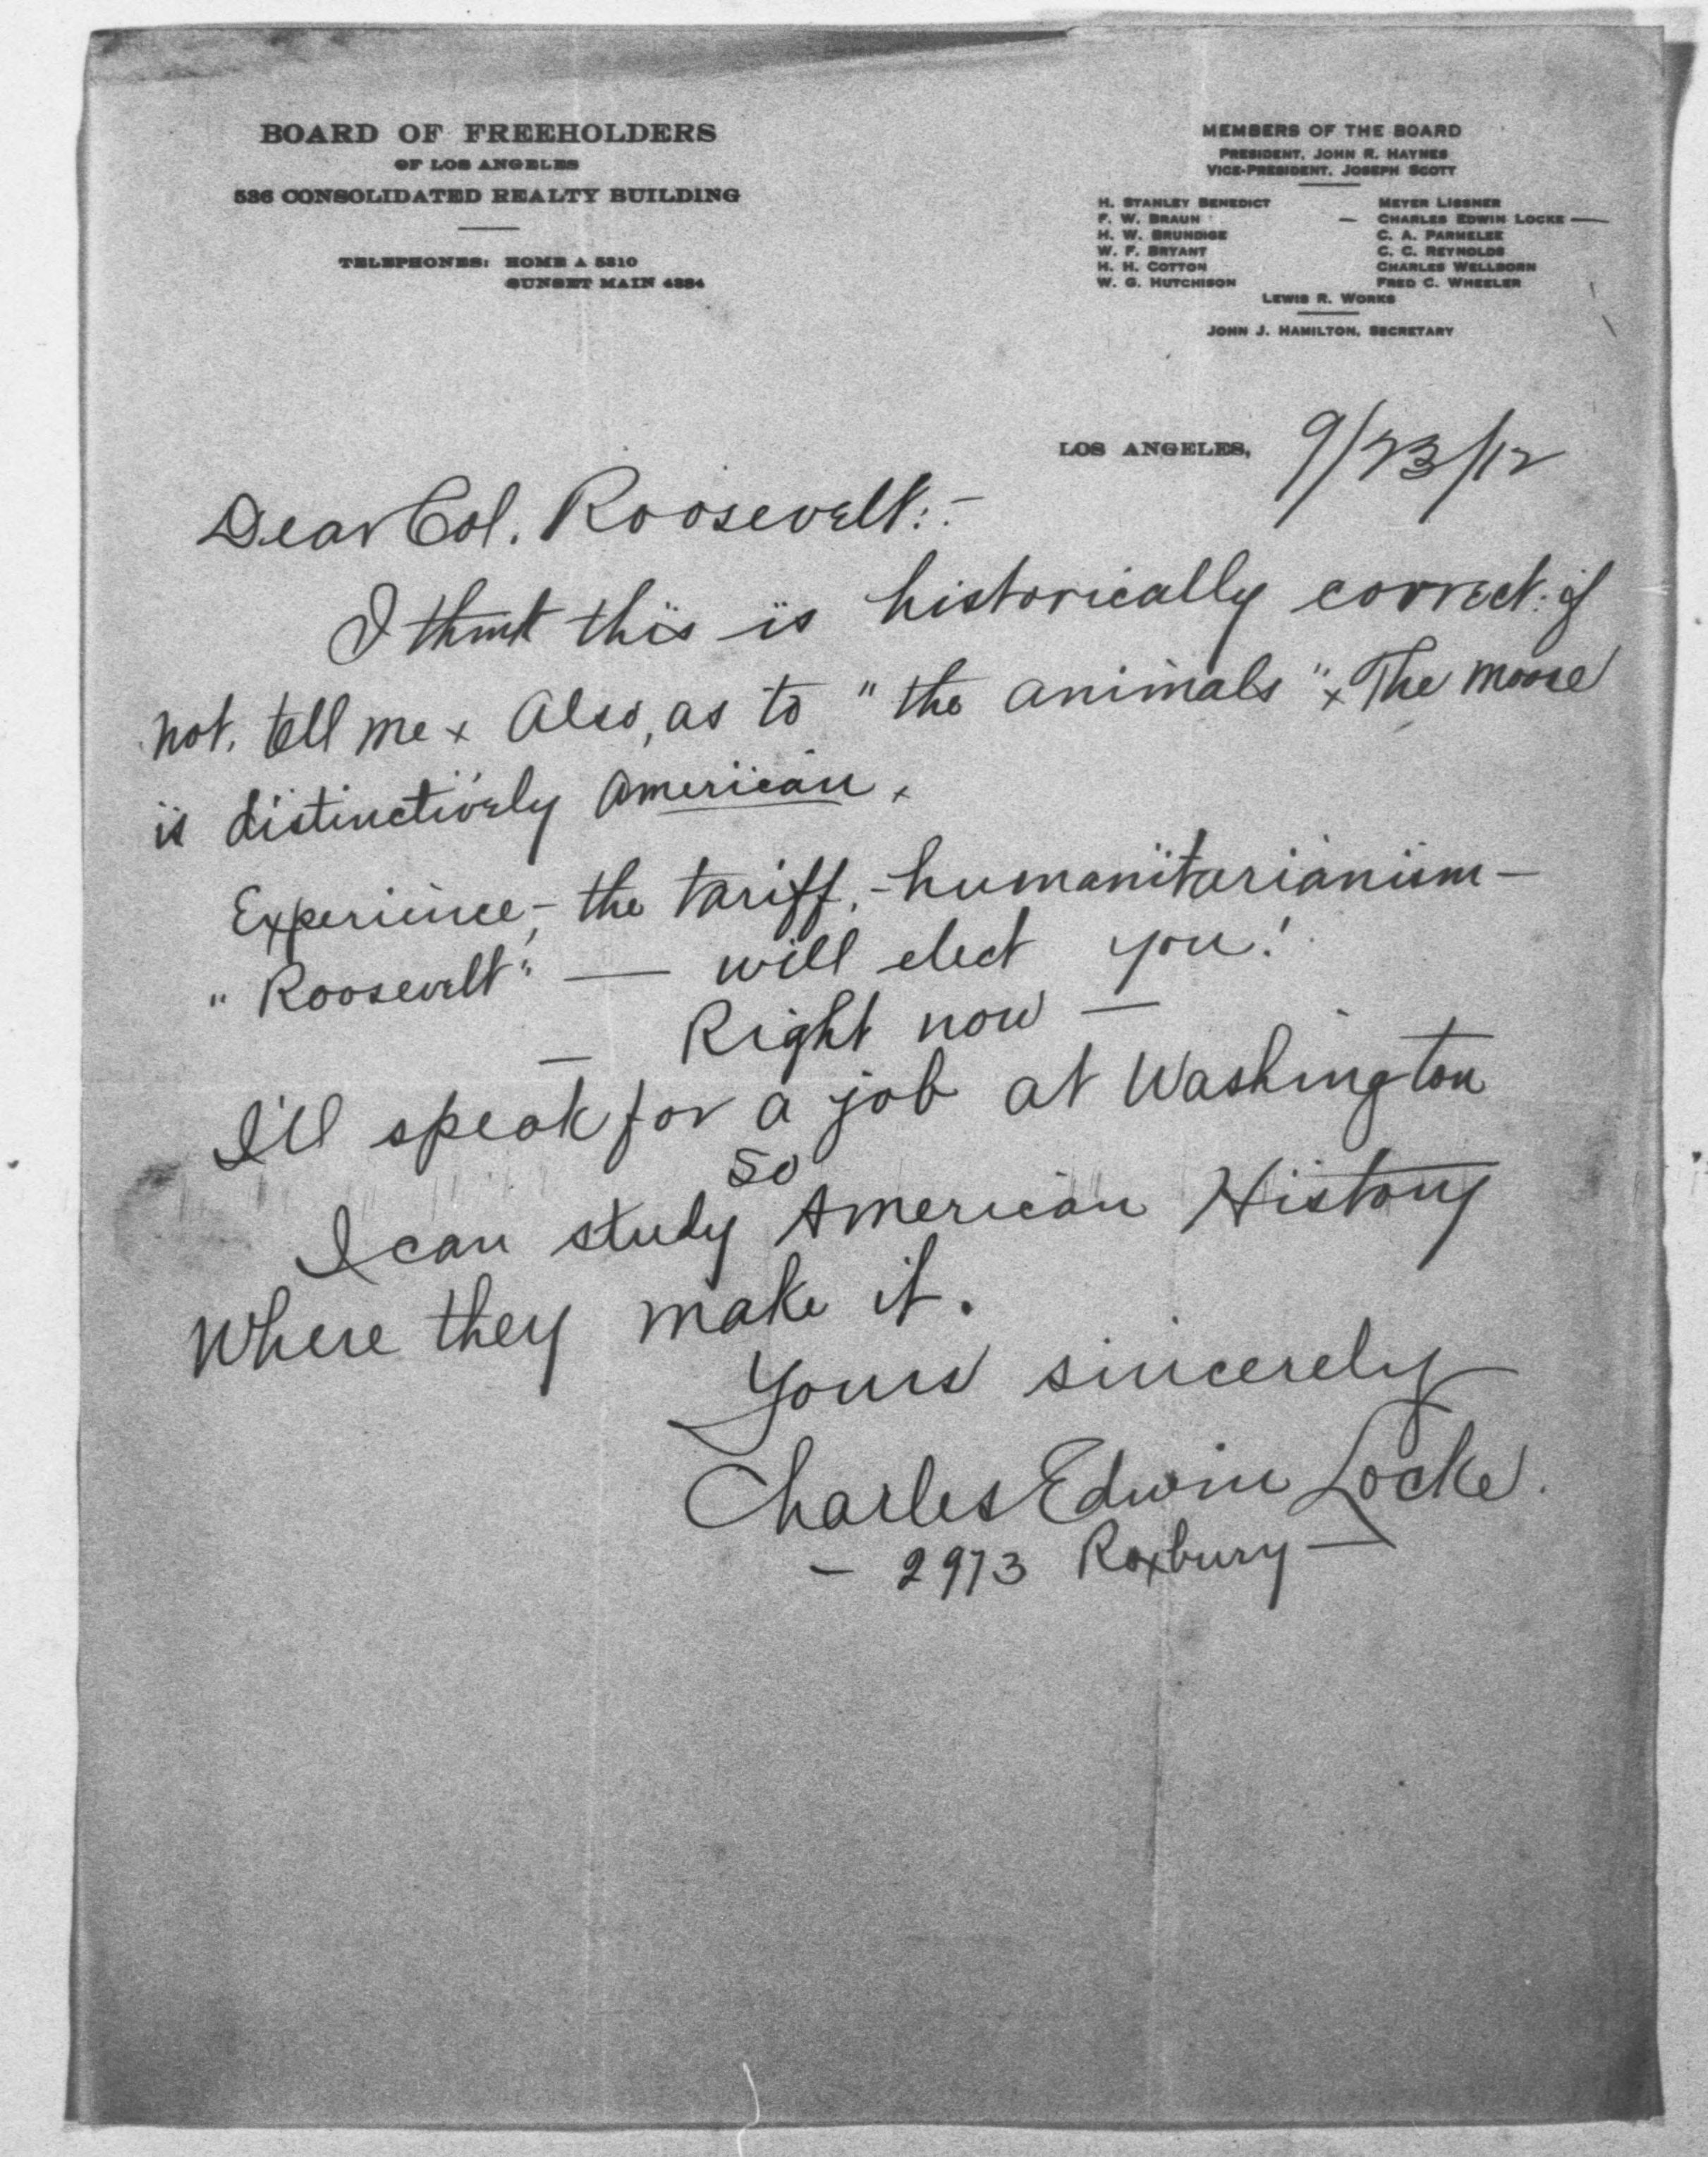 BOARD OF FREEHOLDERS
OF LOS ANGELES
536 CONSOLIDATED REALTY BUILDING
TELEPHONES: HOME A 5310
SUNSET MAIN 4354
MEMBERS OF THE BOARD
PRESIDENT, JOHN R. HAYNES
VICE-PRESIDENT, JOSEPH SCOTT
H. STANLEY BENEDICT
F. W. BRAUN
H. W. BRUNDIGE
W. F. BRYANT
H. H. COTTON
W. G. HUTCHISON
MEYER LISSNER
— CHARLES EDWIN LOCKE —
C. A. PARMELEE
C. C. REYNOLDS
CHARLES WELLBORN
FRED C. WHEELER
LEWIS R. WORKS
JOHN J. HAMILTON, SECRETARY
LOS ANGELES, 9/23/12
Dear Col. Roosevelt:-
I think this is historically correct: if
not, tell me x Also, as to "the animals" x The moose
is distinctively American x
Experience, - the tariff, - humanitarianism -
"Roosevelt" — will elect you!
— Right now —
I'll speak for a job at Washington
so
I can study American History
Where they make it.
Yours sincerely
Charles Edwin Locke.
- 2973 Roxbury -